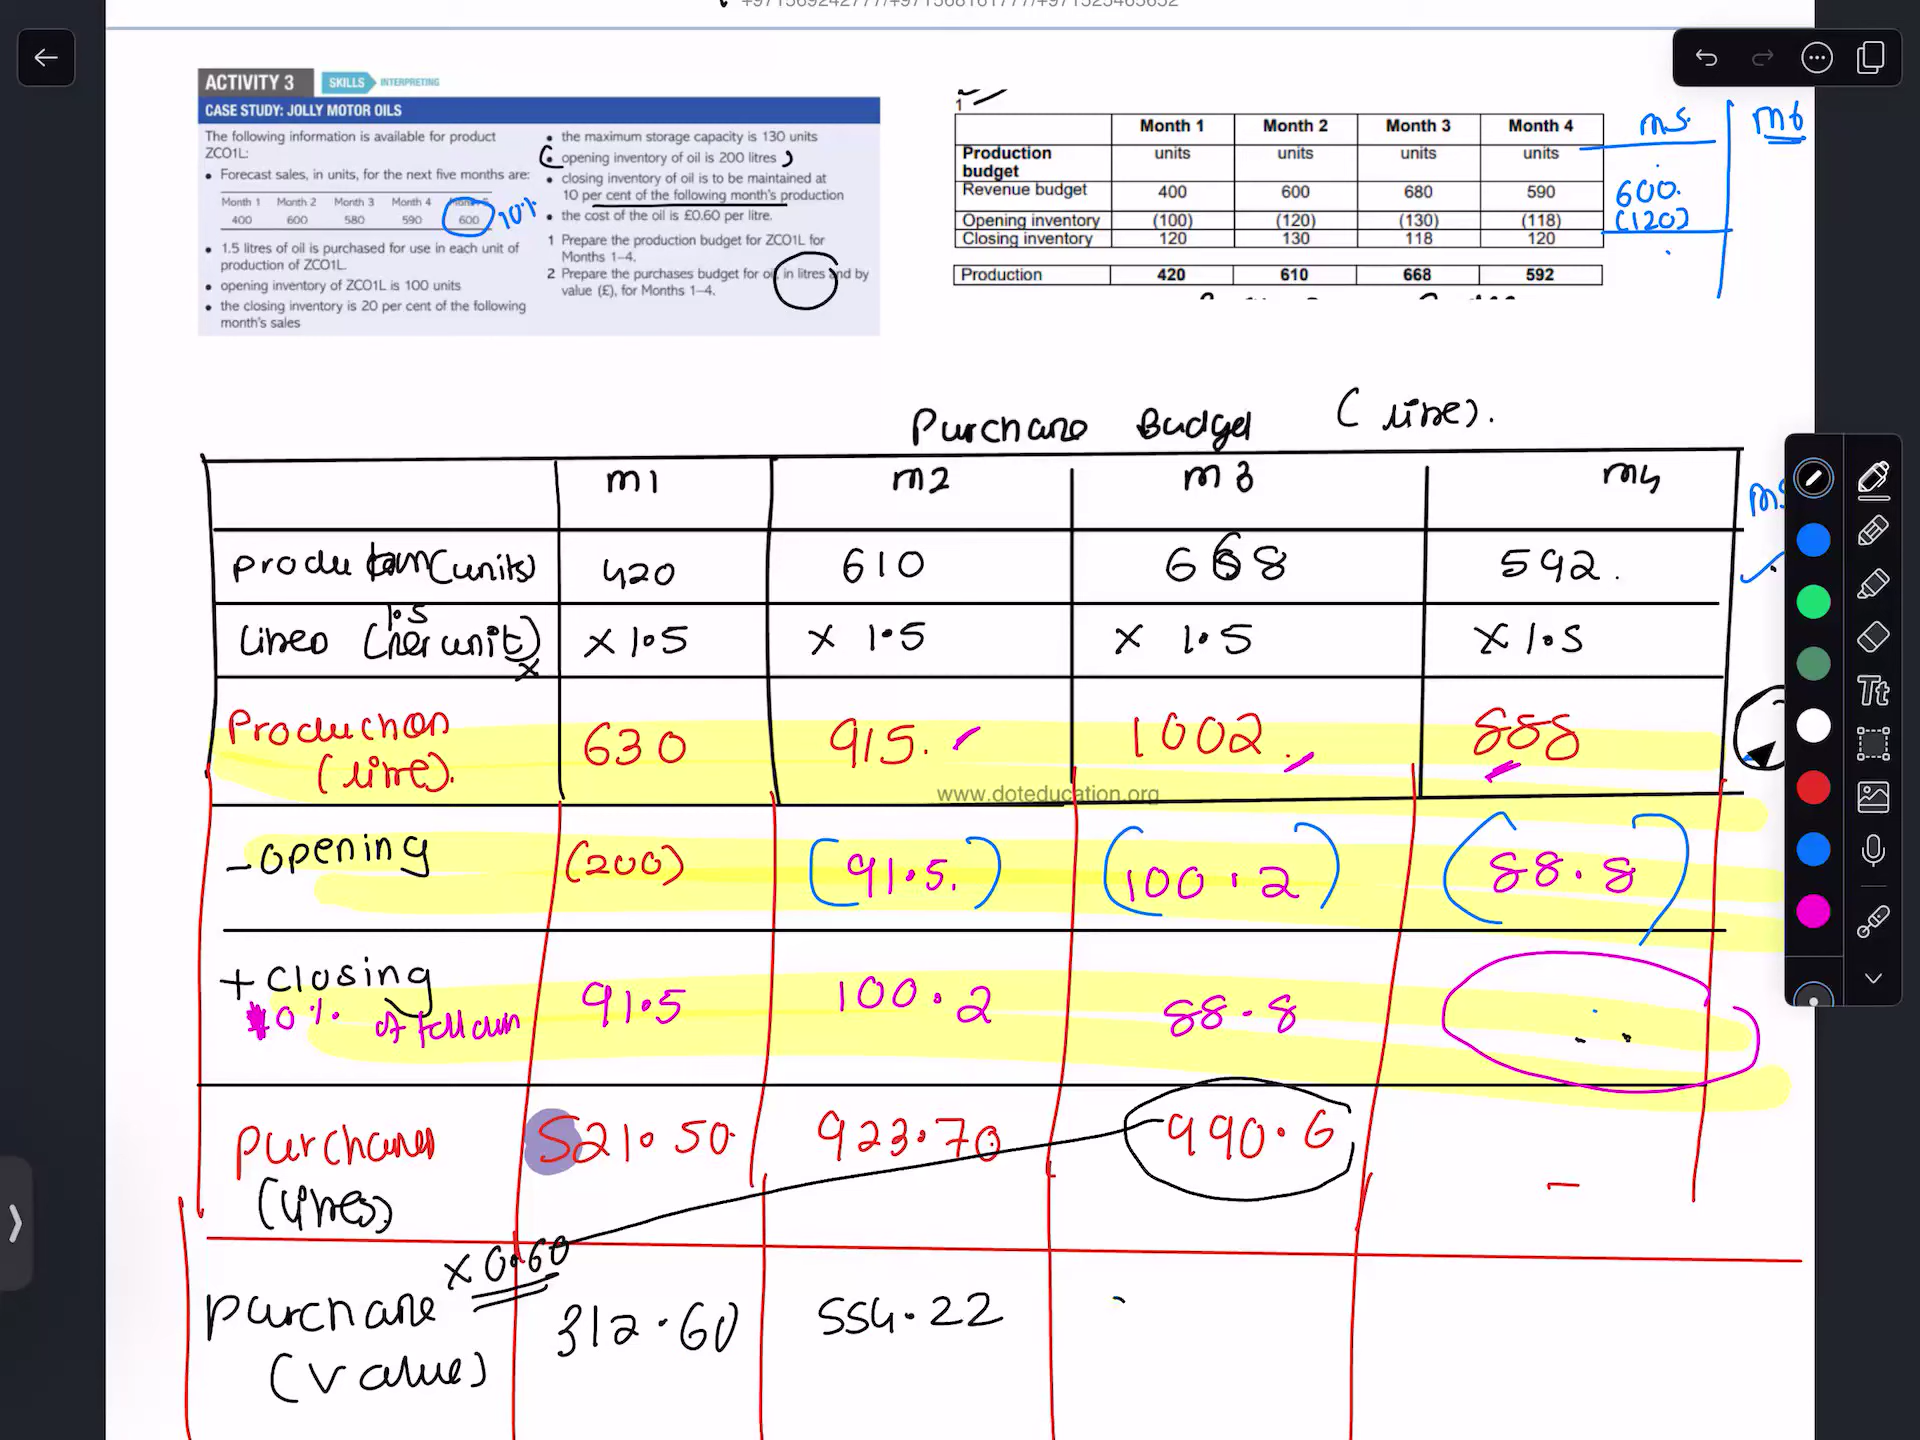 +971569242777/+971568161777/+971525463652
ACTIVITY 3 SKILLS INTERPRETING
CASE STUDY: JOLLY MOTOR OILS
The following information is available for product
ZCO1L:
• Forecast sales, in units, for the next five months are:
Month 1 Month 2 Month 3 Month 4
400 600 580 590 600 10%
• 1.5 litres of oil is purchased for use in each unit of
production of ZCO1L.
• opening inventory of ZCO1L is 100 units
• the closing inventory is 20 per cent of the following
month's sales
• the maximum storage capacity is 130 units
• opening inventory of oil is 200 litres
• closing inventory of oil is to be maintained at
10 per cent of the following month's production
• the cost of the oil is £0.60 per litre.
1 Prepare the production budget for ZCO1L for
Months 1–4.
2 Prepare the purchases budget for oil, in litres and by
value (£), for Months 1–4.
1
Month 1 Month 2 Month 3 Month 4 m5 m6
Production budget units units units units
Revenue budget 400 600 680 590 600.
Opening inventory (100) (120) (130) (118) (120)
Closing inventory 120 130 118 120
Production 420 610 668 592
Purchase Budget (litre).
m1 m2 m3 m4
production (units) 420 610 668 592.
litres (per unit) 1.5 x x 1.5 x 1.5 x 1.5 x 1.5
Production 630 915. 1002 888
(litre).
www.doteducation.org
- opening (200) (91.5.) (100.2) (88.8)
+ closing 91.5 100.2 88.8
10% of follown
purchases 521.50 923.70 990.6 -
(litres)
x 0.60
purchase 312.60 554.22
(value)